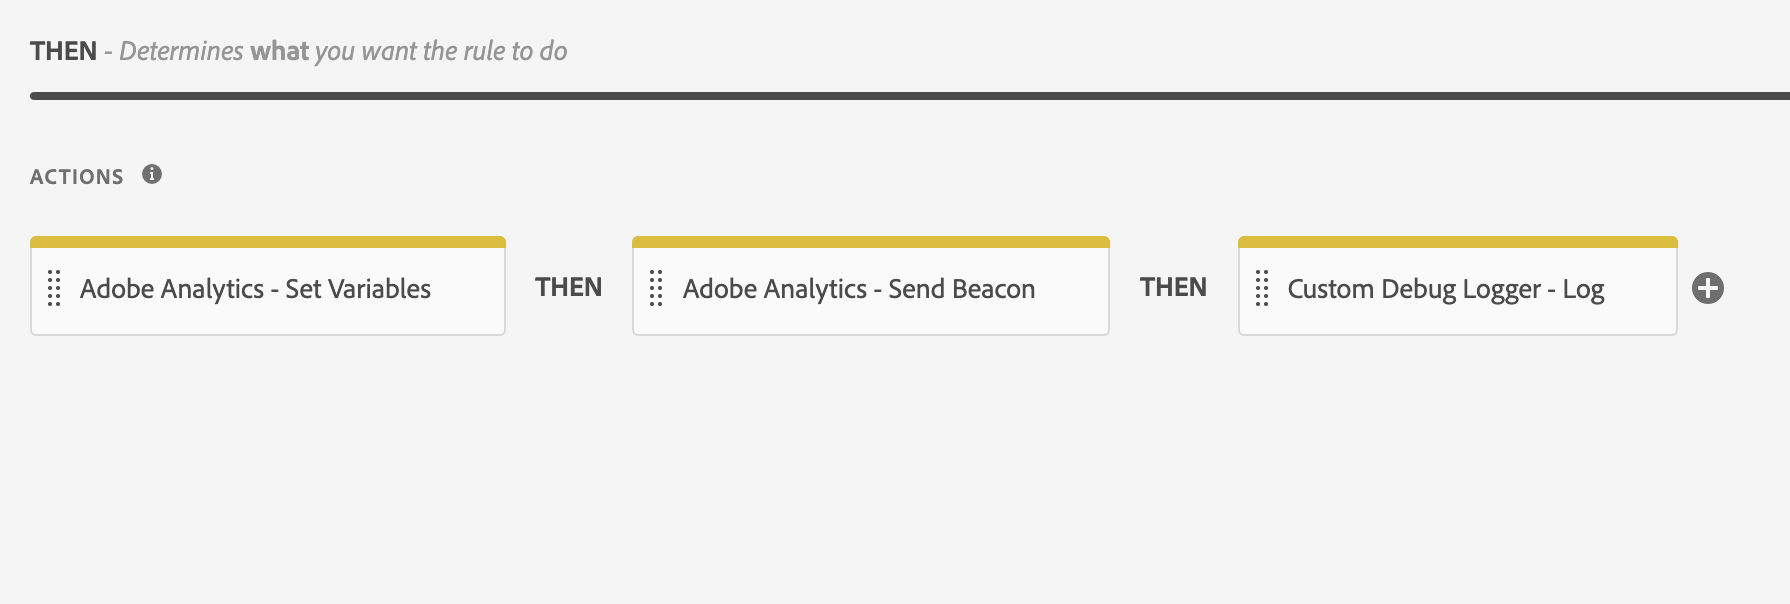 THEN - Determines what you want the rule to do
ACTIONS
Adobe Analytics - Set Variables THEN Adobe Analytics - Send Beacon THEN Custom Debug Logger - Log